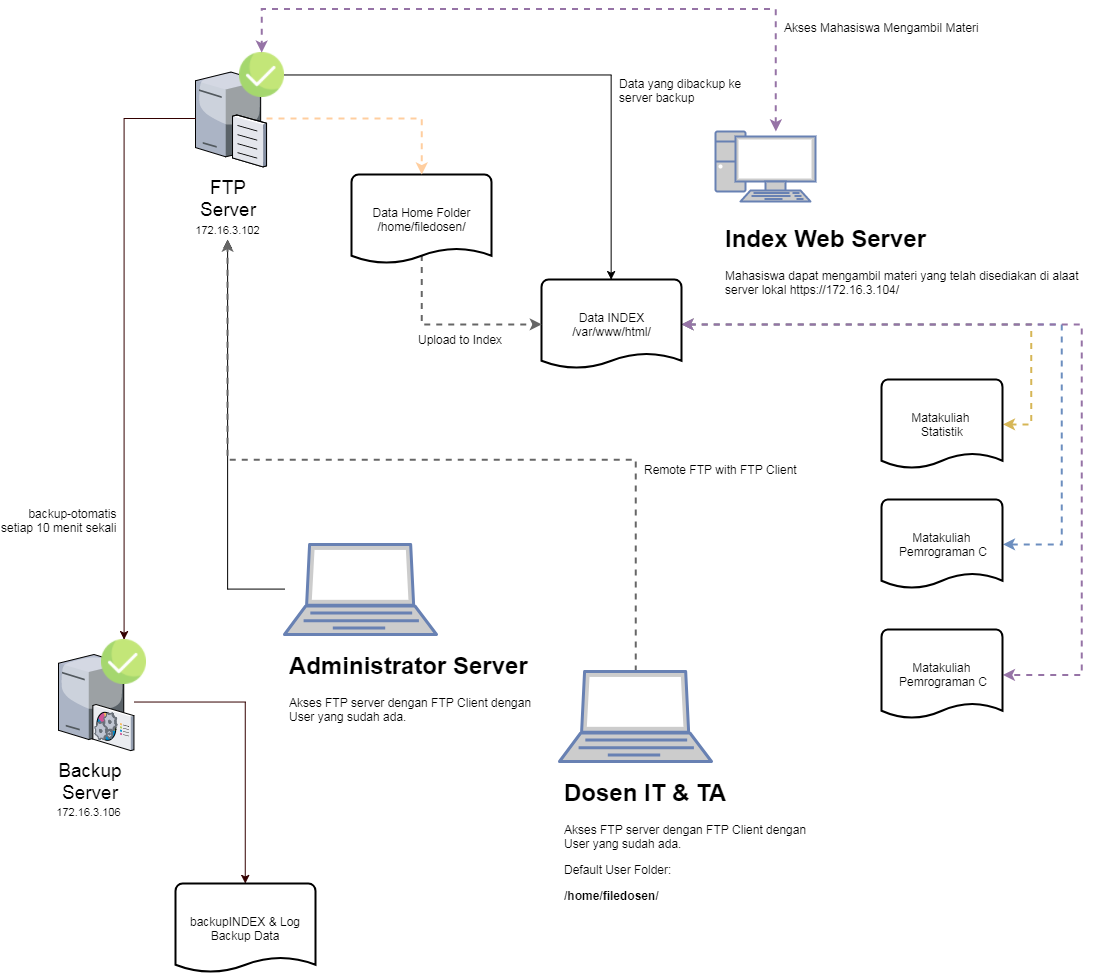 Akses Mahasiswa Mengambil Materi
Data yang dibackup ke
server backup
FTP
Server
172.16.3.102
Data Home Folder
/home/filedosen/
Index Web Server
Mahasiswa dapat mengambil materi yang telah disediakan di alaat
server lokal https://172.16.3.104/
Data INDEX
/var/www/html/
Upload to Index
Matakuliah
Statistik
Remote FTP with FTP Client
backup-otomatis
setiap 10 menit sekali
Matakuliah
Pemrograman C
Administrator Server
Akses FTP server dengan FTP Client dengan
User yang sudah ada.
Matakuliah
Pemrograman C
Backup
Server
172.16.3.106
Dosen IT & TA
Akses FTP server dengan FTP Client dengan
User yang sudah ada.
Default User Folder:
/home/filedosen/
backupINDEX & Log
Backup Data